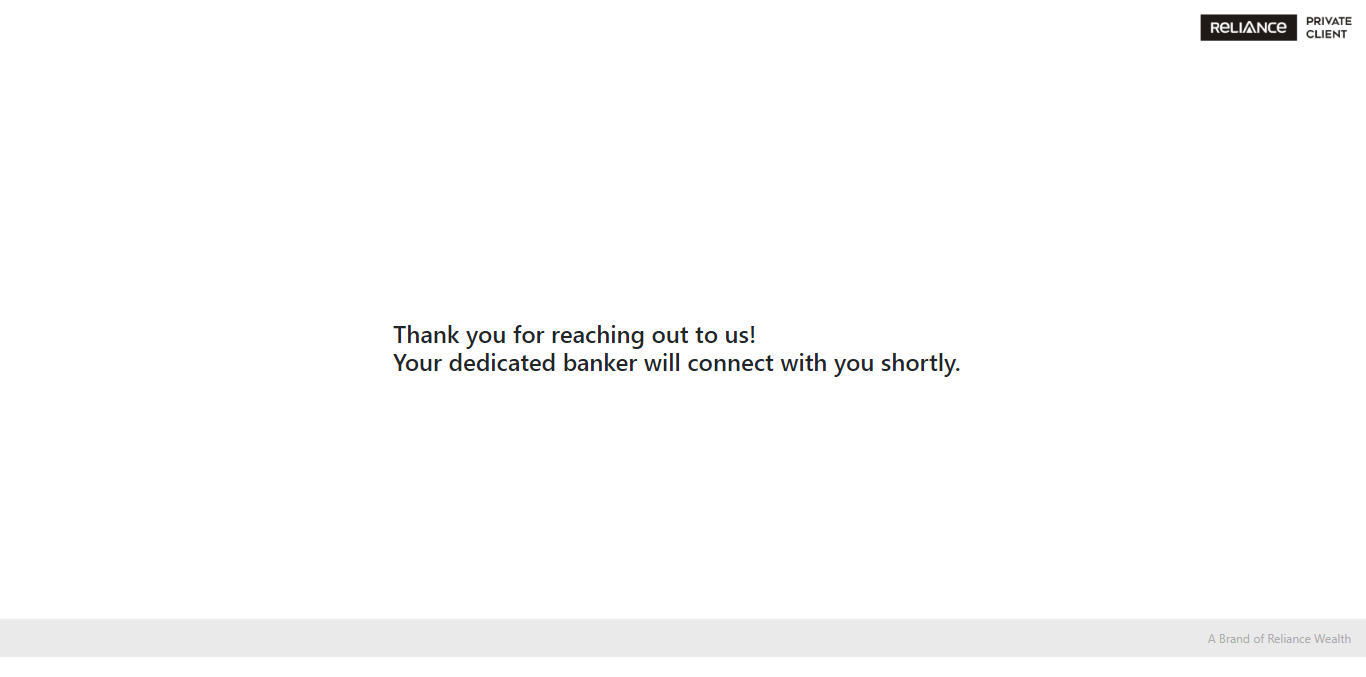 RELIANCE PRIVATE CLIENT
Thank you for reaching out to us!
Your dedicated banker will connect with you shortly.
A Brand of Reliance Wealth